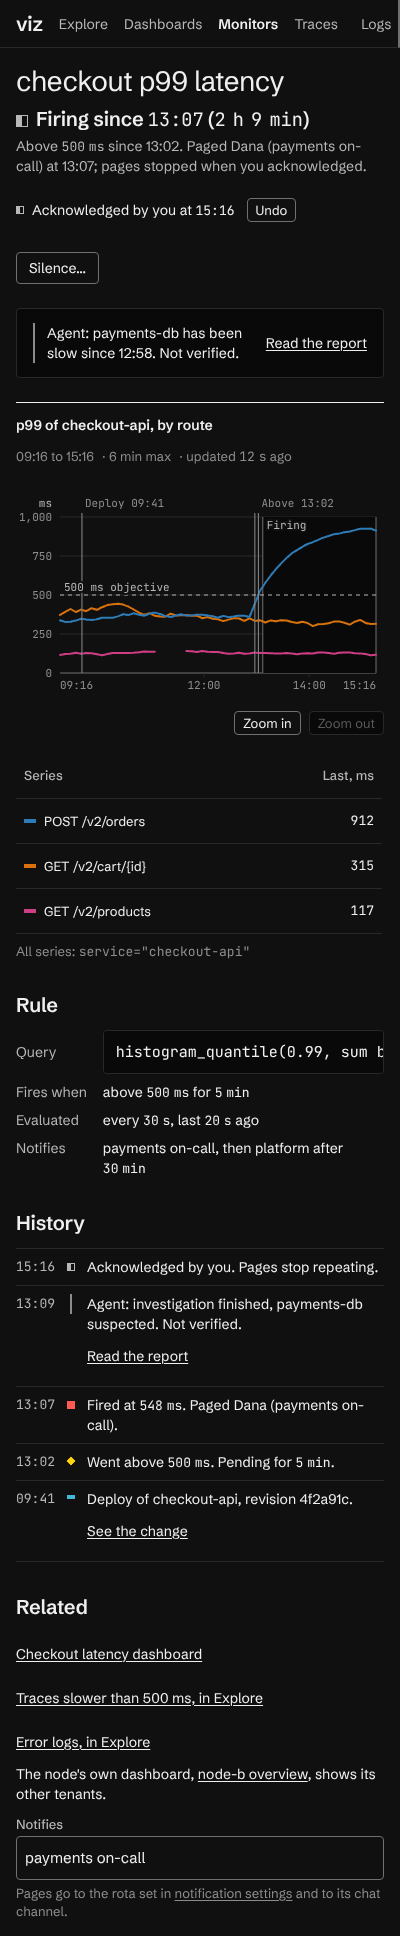 viz Explore Dashboards Monitors Traces Logs
checkout p99 latency
Firing since 13:07 (2 h 9 min)
Above 500 ms since 13:02. Paged Dana (payments on-
call) at 13:07; pages stopped when you acknowledged.
Acknowledged by you at 15:16 Undo
Silence…
Agent: payments-db has been
slow since 12:58. Not verified.
Read the report
p99 of checkout-api, by route
09:16 to 15:16 · 6 min max · updated 12 s ago
ms Deploy 09:41 Above 13:02
1,000
Firing
750
500 ms objective
500
250
0
09:16 12:00 14:00 15:16
Zoom in Zoom out
Series Last, ms
POST /v2/orders 912
GET /v2/cart/{id} 315
GET /v2/products 117
All series: service="checkout-api"
Rule
Query histogram_quantile(0.99, sum b
Fires when above 500 ms for 5 min
Evaluated every 30 s, last 20 s ago
Notifies payments on-call, then platform after
30 min
History
15:16 Acknowledged by you. Pages stop repeating.
13:09 Agent: investigation finished, payments-db
suspected. Not verified.
Read the report
13:07 Fired at 548 ms. Paged Dana (payments on-
call).
13:02 Went above 500 ms. Pending for 5 min.
09:41 Deploy of checkout-api, revision 4f2a91c.
See the change
Related
Checkout latency dashboard
Traces slower than 500 ms, in Explore
Error logs, in Explore
The node's own dashboard, node-b overview, shows its
other tenants.
Notifies
payments on-call
Pages go to the rota set in notification settings and to its chat
channel.